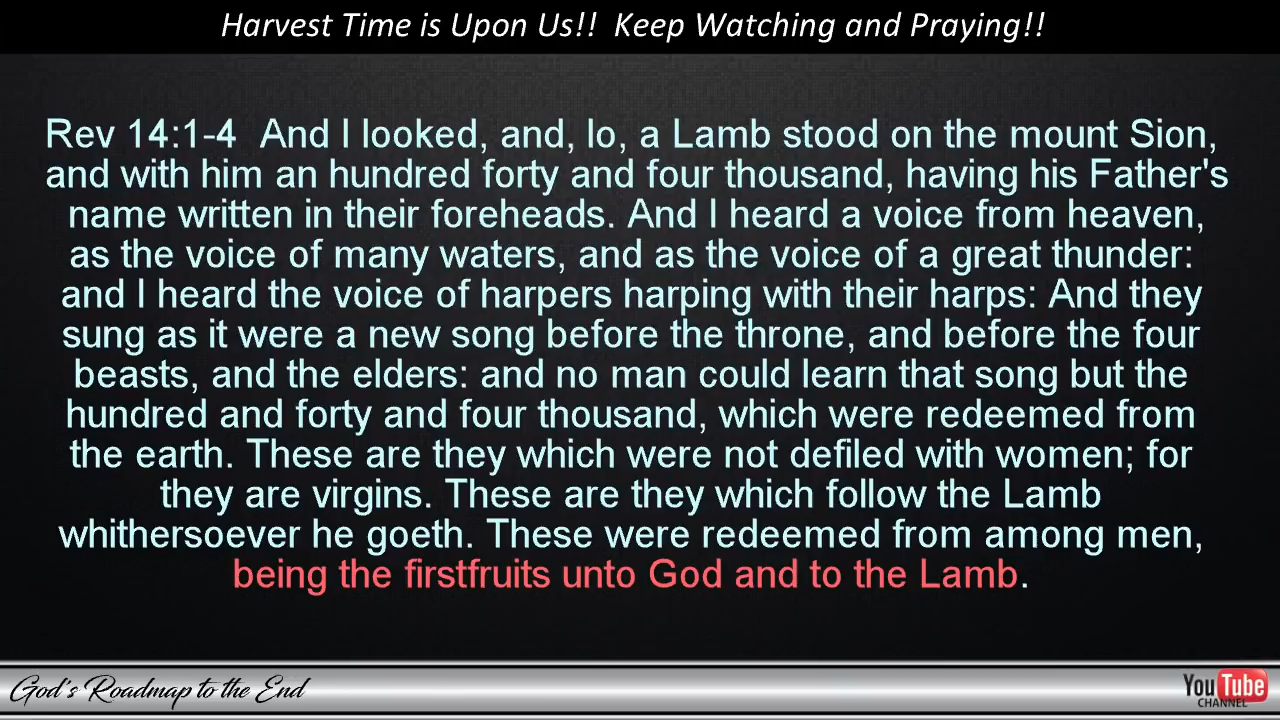 Harvest Time is Upon Us!!  Keep Watching and Praying!!
Rev 14:1-4  And I looked, and, lo, a Lamb stood on the mount Sion,
and with him an hundred forty and four thousand, having his Father's
name written in their foreheads. And I heard a voice from heaven,
as the voice of many waters, and as the voice of a great thunder:
and I heard the voice of harpers harping with their harps: And they
sung as it were a new song before the throne, and before the four
beasts, and the elders: and no man could learn that song but the
hundred and forty and four thousand, which were redeemed from
the earth. These are they which were not defiled with women; for
they are virgins. These are they which follow the Lamb
whithersoever he goeth. These were redeemed from among men,
being the firstfruits unto God and to the Lamb.
God's Roadmap to the End
YouTube
CHANNEL